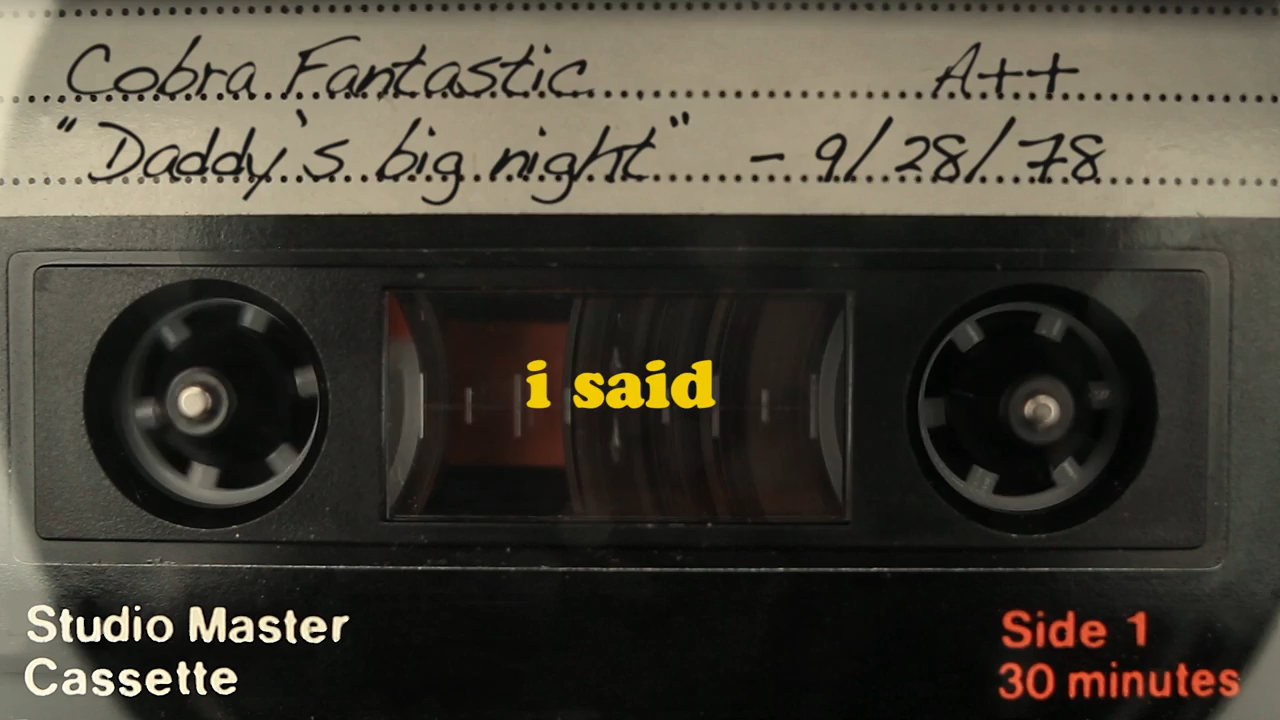 Cobra Fantastic A++
"Daddy's big night" - 9/28/78
i said
Studio Master
Cassette
Side 1
30 minutes